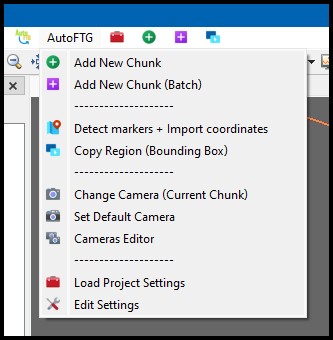 AutoFTG
Add New Chunk
Add New Chunk (Batch)
--------------------
Detect markers + Import coordinates
Copy Region (Bounding Box)
--------------------
Change Camera (Current Chunk)
Set Default Camera
Cameras Editor
--------------------
Load Project Settings
Edit Settings